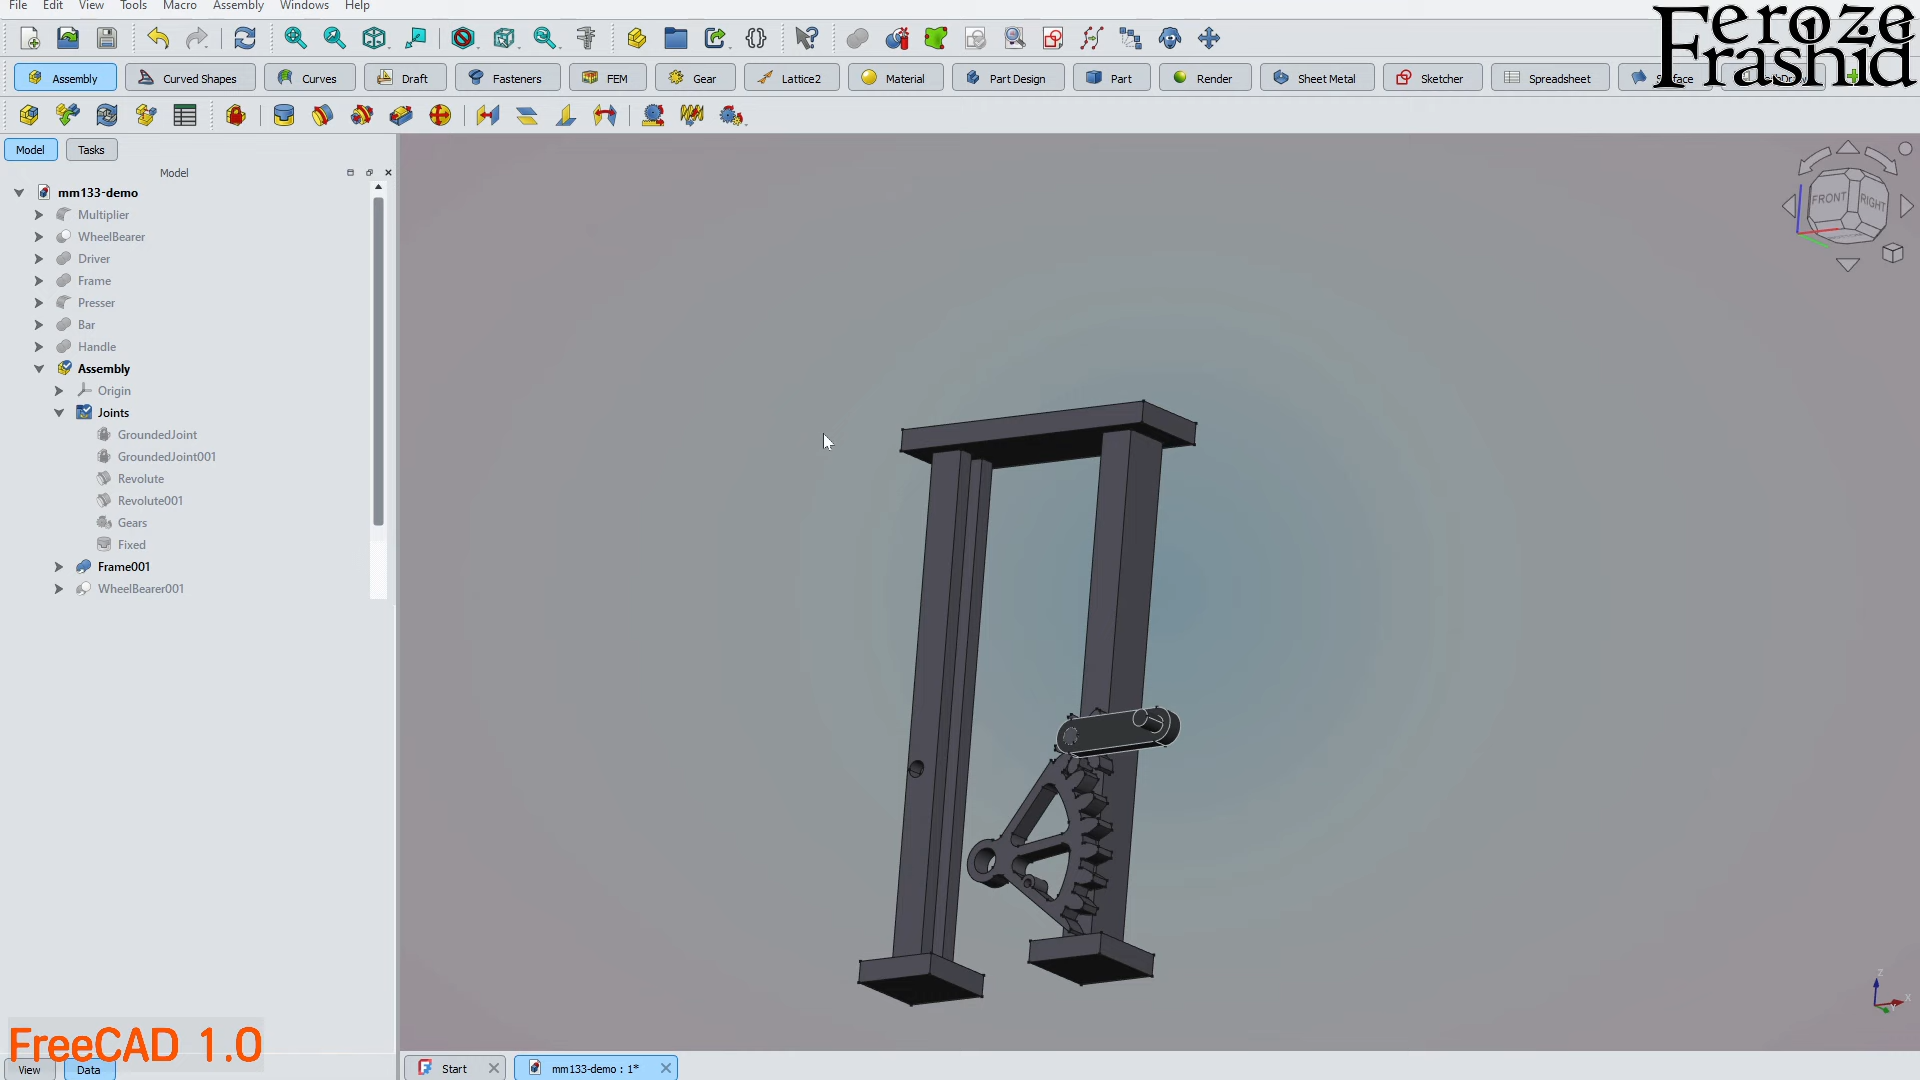 File Edit View Tools Macro Assembly Windows Help
Feroze
Frashid
Assembly Curved Shapes Curves Draft Fasteners FEM Gear Lattice2 Material Part Design Part Render Sheet Metal Sketcher Spreadsheet
Model Tasks
Model
mm133-demo
Multiplier
WheelBearer
Driver
Frame
Presser
Bar
Handle
Assembly
Origin
Joints
GroundedJoint
GroundedJoint001
Revolute
Revolute001
Gears
Fixed
Frame001
WheelBearer001
FRONT RIGHT
Z
X
FreeCAD 1.0
View Data
Start mm133-demo : 1*